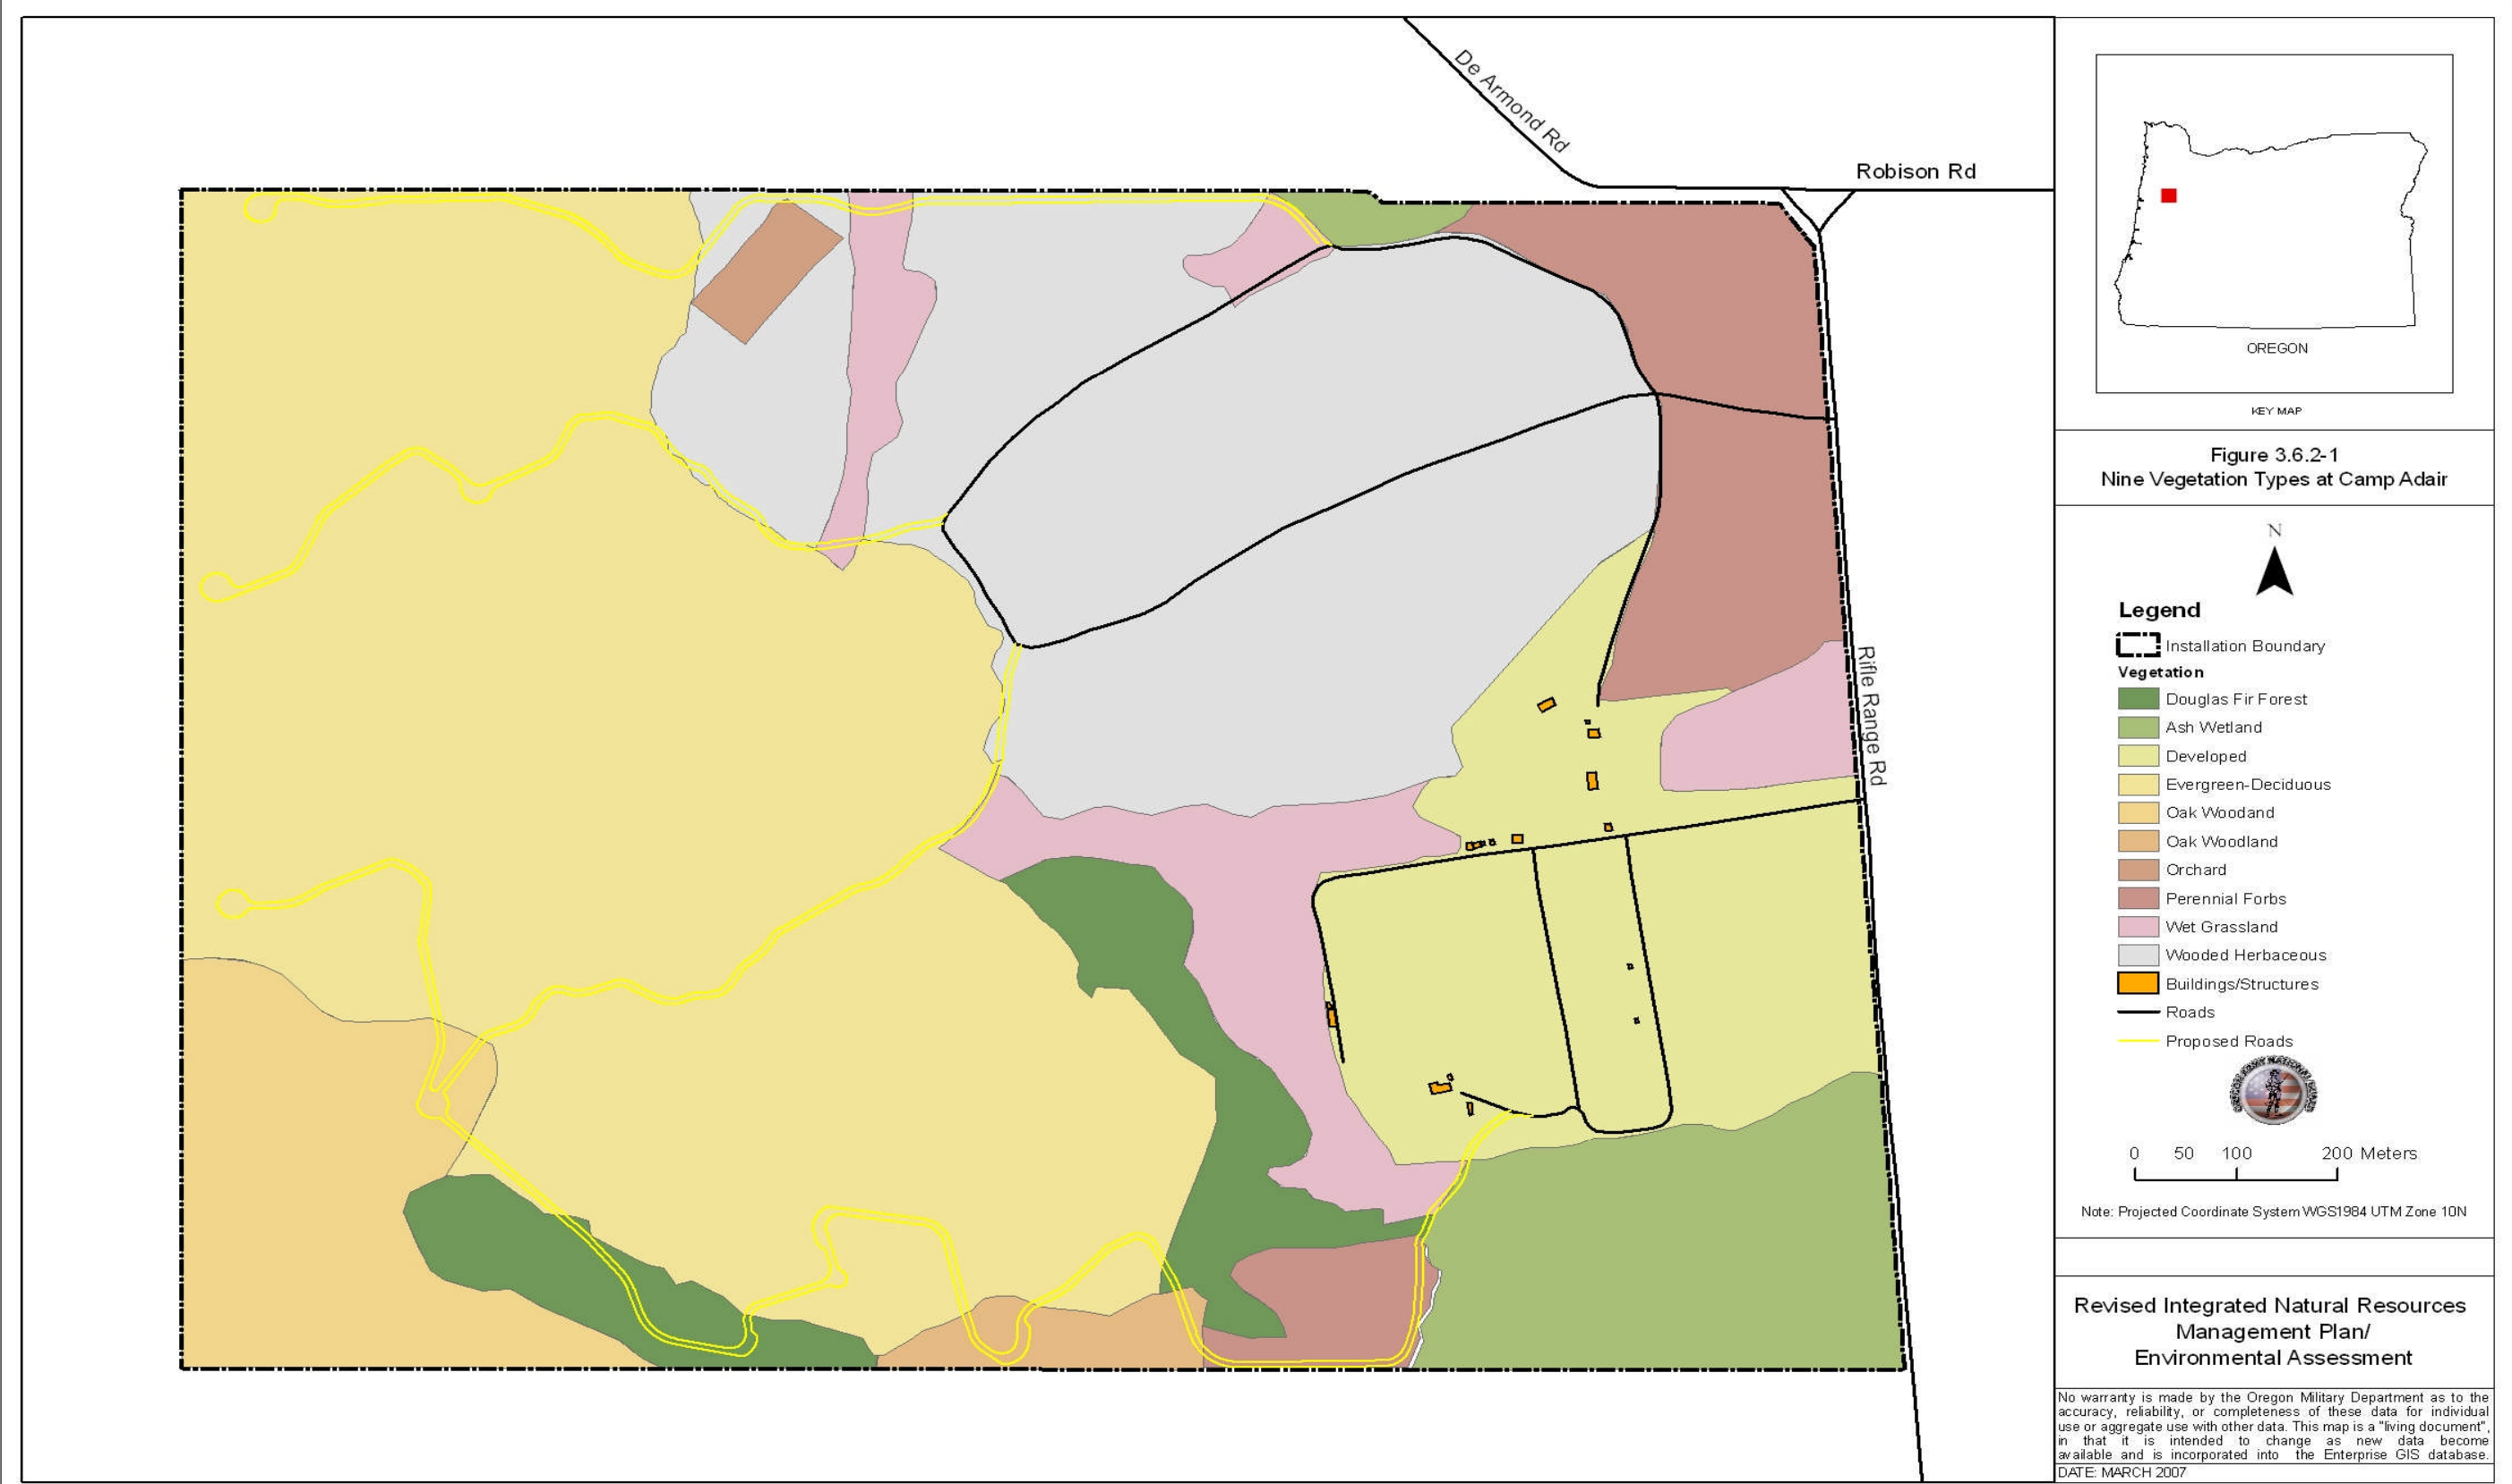 De Armond Rd
Robison Rd
Rifle Range Rd
OREGON
KEY MAP
Figure 3.6.2-1
Nine Vegetation Types at Camp Adair
N
Legend
Installation Boundary
Vegetation
Douglas Fir Forest
Ash Wetland
Developed
Evergreen-Deciduous
Oak Woodand
Oak Woodland
Orchard
Perennial Forbs
Wet Grassland
Wooded Herbaceous
Buildings/Structures
Roads
Proposed Roads
OREGON ARMY NATIONAL GUARD
0 50 100 200 Meters
Note: Projected Coordinate System WGS1984 UTM Zone 10N
Revised Integrated Natural Resources
Management Plan/
Environmental Assessment
No warranty is made by the Oregon Military Department as to the
accuracy, reliability, or completeness of these data for individual
use or aggregate use with other data. This map is a "living document",
in that it is intended to change as new data become
available and is incorporated into the Enterprise GIS database.
DATE: MARCH 2007